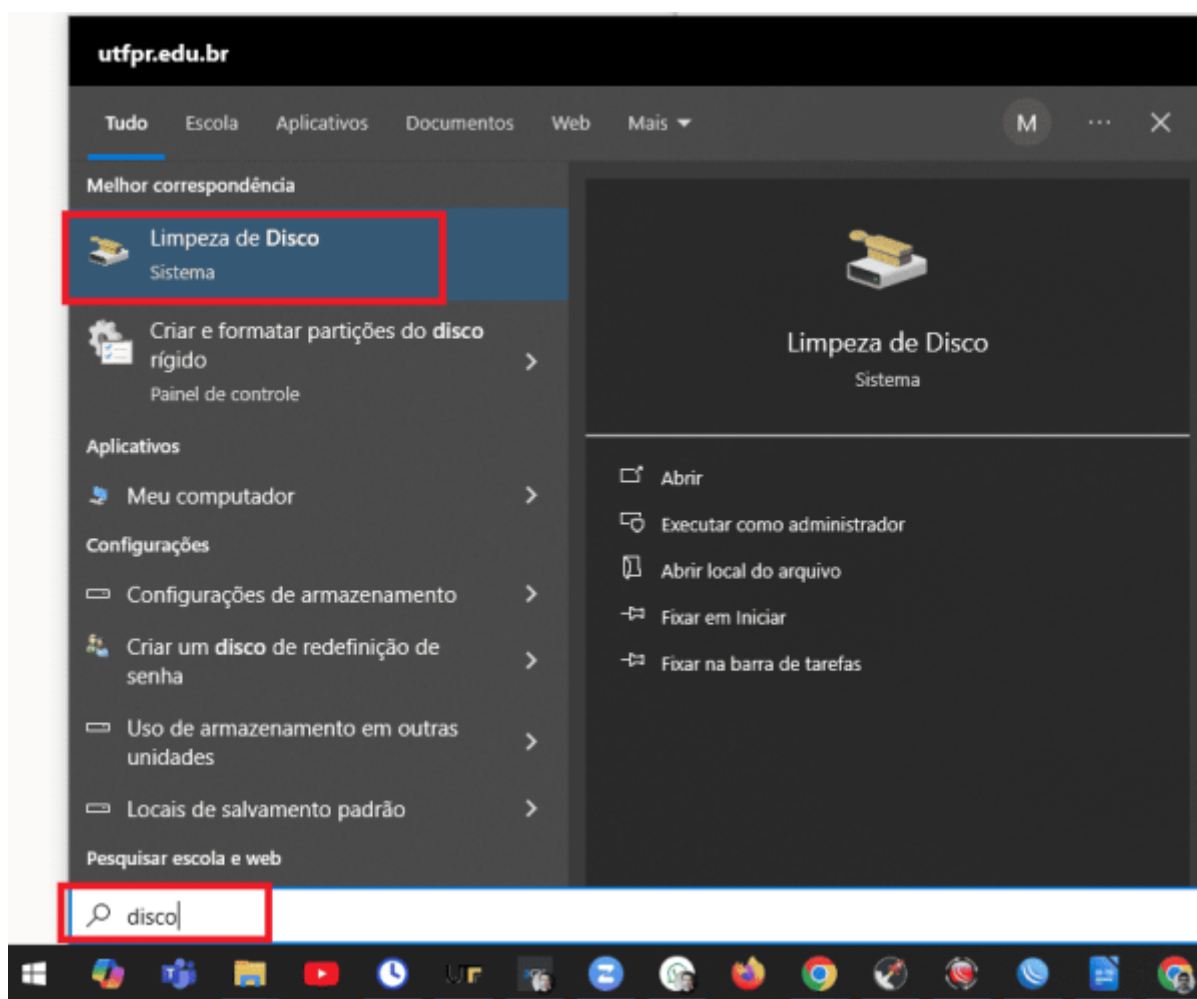 utfpr.edu.br
Tudo Escola Aplicativos Documentos Web Mais M ...
Melhor correspondência
Limpeza de Disco
Sistema
Criar e formatar partições do disco
rígido
Painel de controle
Aplicativos
Meu computador
Configurações
Configurações de armazenamento
Criar um disco de redefinição de
senha
Uso de armazenamento em outras
unidades
Locais de salvamento padrão
Pesquisar escola e web
disco
Limpeza de Disco
Sistema
Abrir
Executar como administrador
Abrir local do arquivo
Fixar em Iniciar
Fixar na barra de tarefas